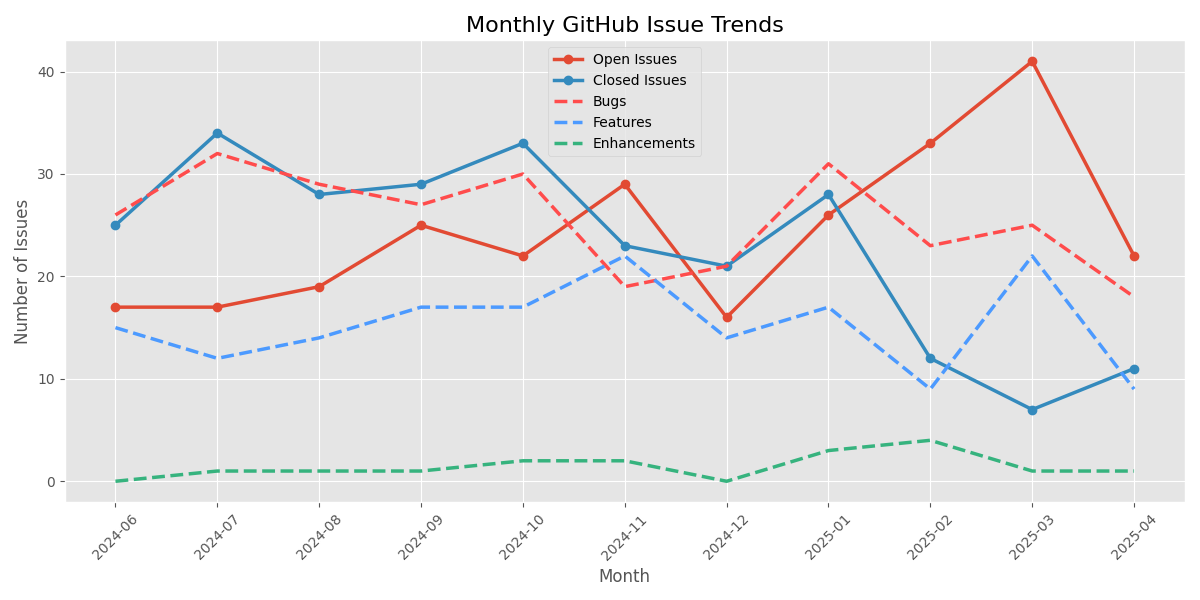 Monthly GitHub Issue Trends
Open Issues
Closed Issues
Bugs
Features
Enhancements
Number of Issues
40
30
20
10
0
2024-06
2024-07
2024-08
2024-09
2024-10
2024-11
2024-12
2025-01
2025-02
2025-03
2025-04
Month